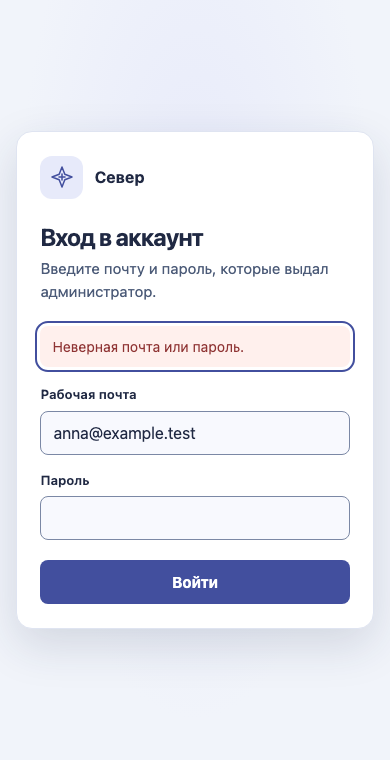 Север
Вход в аккаунт
Введите почту и пароль, которые выдал
администратор.
Неверная почта или пароль.
Рабочая почта
anna@example.test
Пароль
Войти